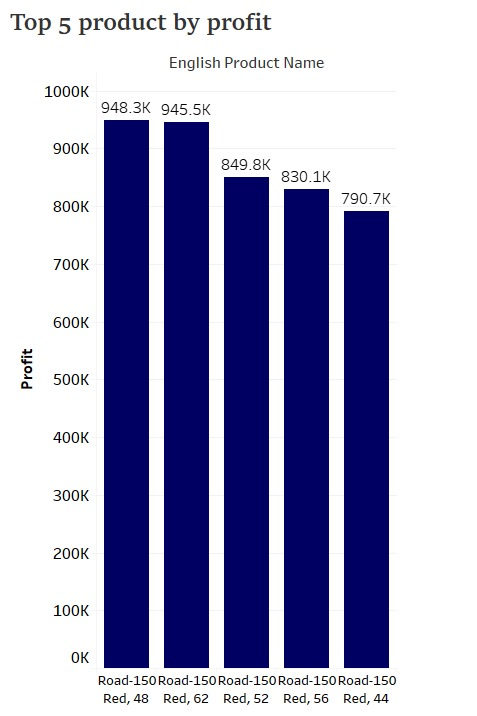 Top 5 product by profit
English Product Name
1000K
900K
800K
700K
600K
500K
400K
300K
200K
100K
0K
Profit
948.3K 945.5K 849.8K 830.1K 790.7K
Road-150 Road-150 Road-150 Road-150 Road-150
Red, 48 Red, 62 Red, 52 Red, 56 Red, 44